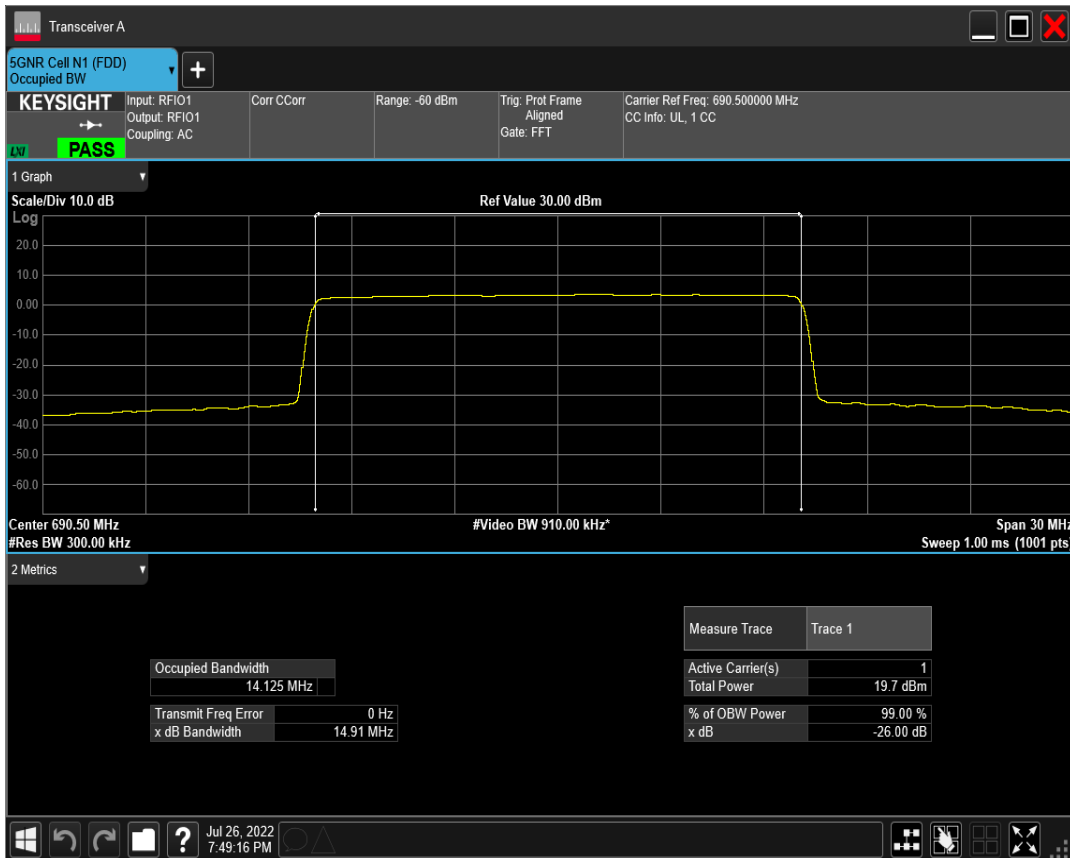 Transceiver A
5GNR Cell N1 (FDD)
Occupied BW
+
KEYSIGHT
LXI
PASS
Input: RFIO1
Output: RFIO1
Coupling: AC
Corr CCorr
Range: -60 dBm
Trig: Prot Frame
Aligned
Gate: FFT
Carrier Ref Freq: 690.500000 MHz
CC Info: UL, 1 CC
1 Graph
Scale/Div 10.0 dB
Ref Value 30.00 dBm
Log
20.0
10.0
0.00
-10.0
-20.0
-30.0
-40.0
-50.0
-60.0
Center 690.50 MHz
#Video BW 910.00 kHz*
Span 30 MHz
#Res BW 300.00 kHz
Sweep 1.00 ms (1001 pts)
2 Metrics
Measure Trace Trace 1
Occupied Bandwidth
14.125 MHz
Active Carrier(s) 1
Total Power 19.7 dBm
Transmit Freq Error 0 Hz
x dB Bandwidth 14.91 MHz
% of OBW Power 99.00 %
x dB -26.00 dB
?
Jul 26, 2022
7:49:16 PM